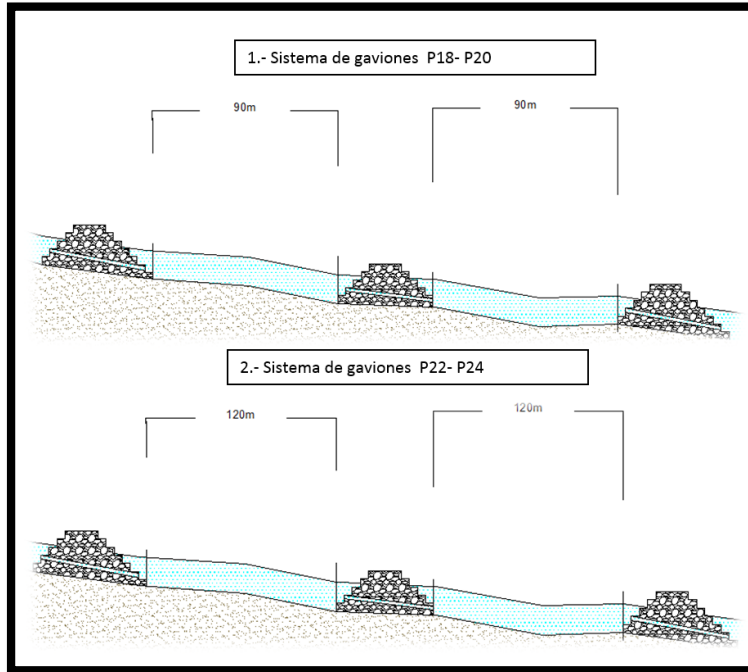 1.- Sistema de gaviones P18- P20
90m
90m
2.- Sistema de gaviones P22- P24
120m
120m